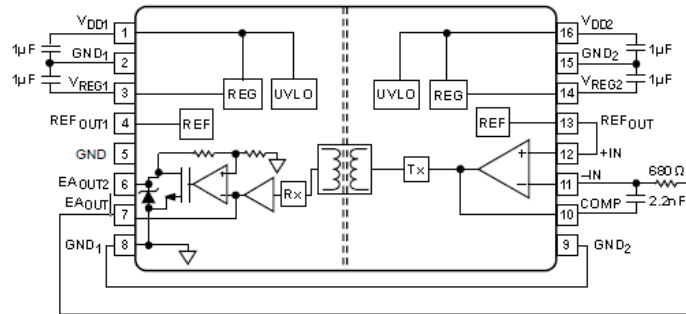 VDD1
1
1µF
GND1
2
1µF
VREG1
3
REG
UVLO
REFOUT1
4
REF
GND
5
EAOUT2
6
EAOUT
7
GND1
8
+
−
Rx
Tx
VDD2
16
1µF
GND2
15
1µF
VREG2
14
UVLO
REG
REF
13
REFOUT
12
+IN
+
−
11
−IN
680 Ω
2.2nF
10
COMP
9
GND2